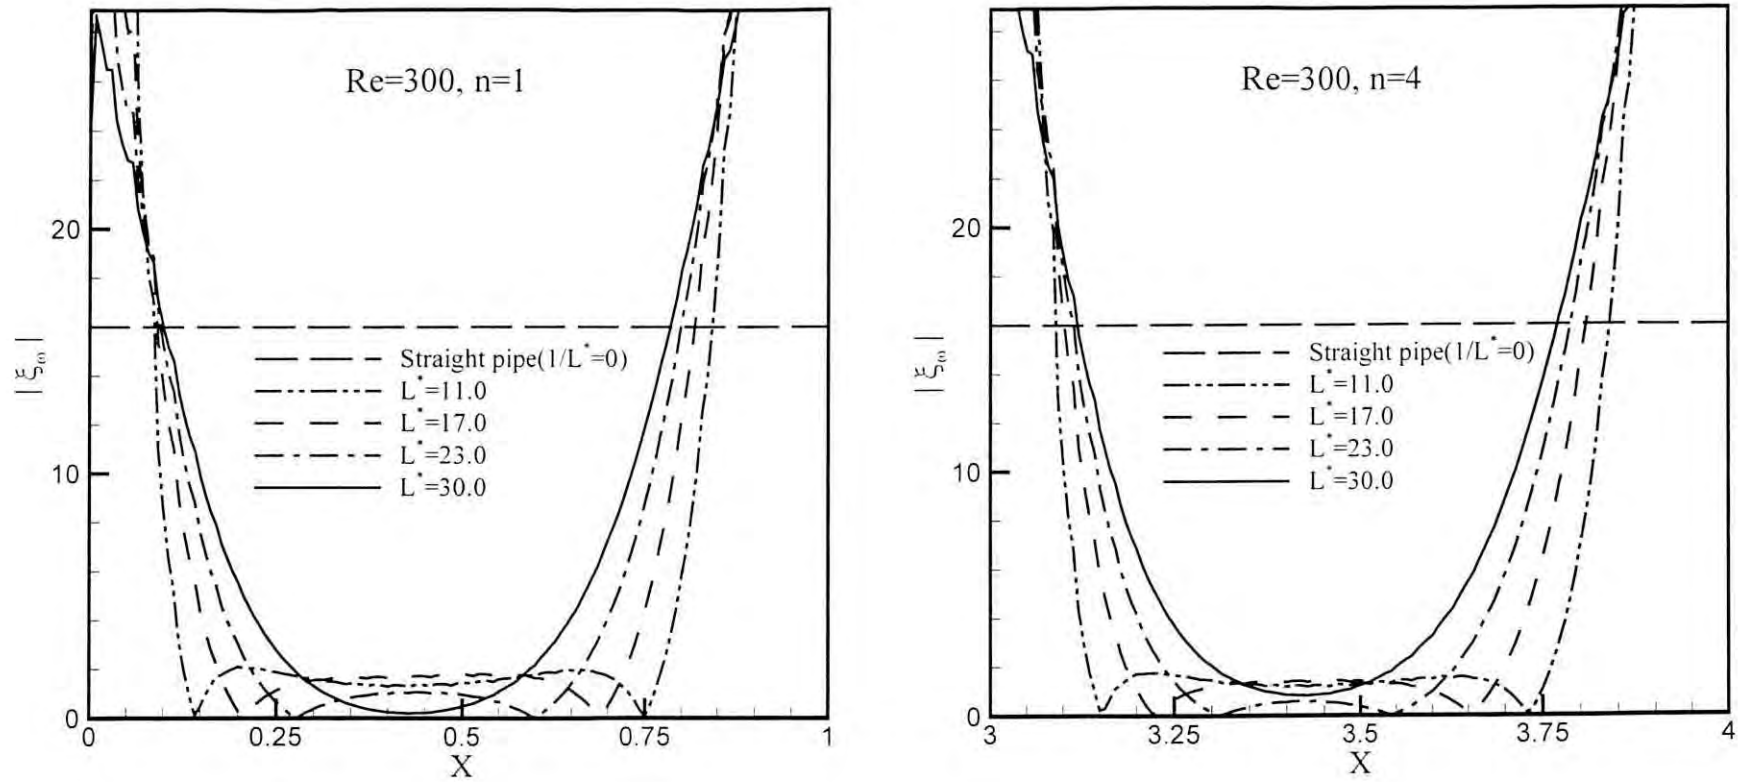 Re=300, n=1
20
10
0
|ξω|
Straight pipe(1/L*=0)
L*=11.0
L*=17.0
L*=23.0
L*=30.0
0 0.25 0.5 0.75 1
X
Re=300, n=4
20
10
0
|ξω|
Straight pipe(1/L*=0)
L*=11.0
L*=17.0
L*=23.0
L*=30.0
3 3.25 3.5 3.75 4
X